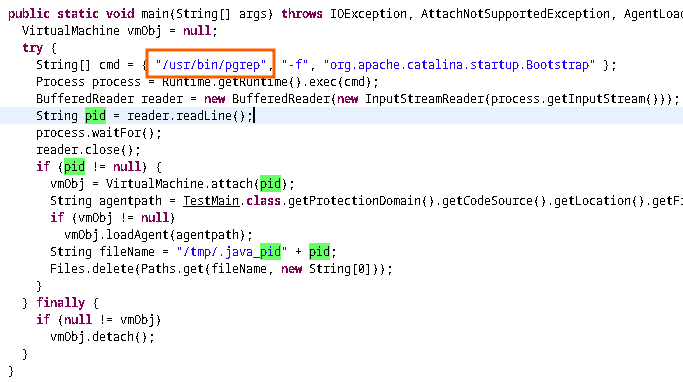 public static void main(String[] args) throws IOException, AttachNotSupportedException, AgentLoa
VirtualMachine vmObj = null;
try {
String[] cmd = { "/usr/bin/pgrep", "-f", "org.apache.catalina.startup.Bootstrap" };
Process process = Runtime.getRuntime().exec(cmd);
BufferedReader reader = new BufferedReader(new InputStreamReader(process.getInputStream()));
String pid = reader.readLine();
process.waitFor();
reader.close();
if (pid != null) {
vmObj = VirtualMachine.attach(pid);
String agentpath = TestMain.class.getProtectionDomain().getCodeSource().getLocation().getFi
if (vmObj != null)
vmObj.loadAgent(agentpath);
String fileName = "/tmp/.java_pid" + pid;
Files.delete(Paths.get(fileName, new String[0]));
}
} finally {
if (null != vmObj)
vmObj.detach();
}
}